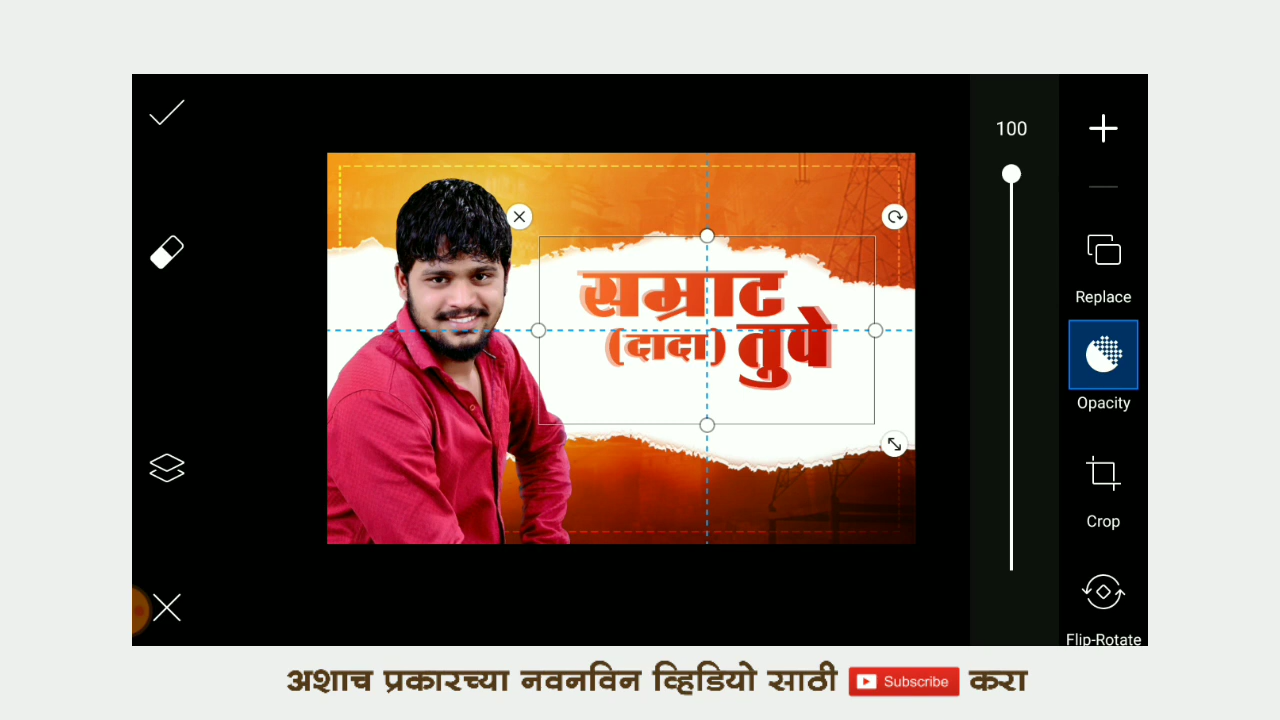 100
Replace
Opacity
Crop
Flip-Rotate
सम्राट
(दादा) तुपे
अशाच प्रकारच्या नवनविन व्हिडियो साठी Subscribe करा